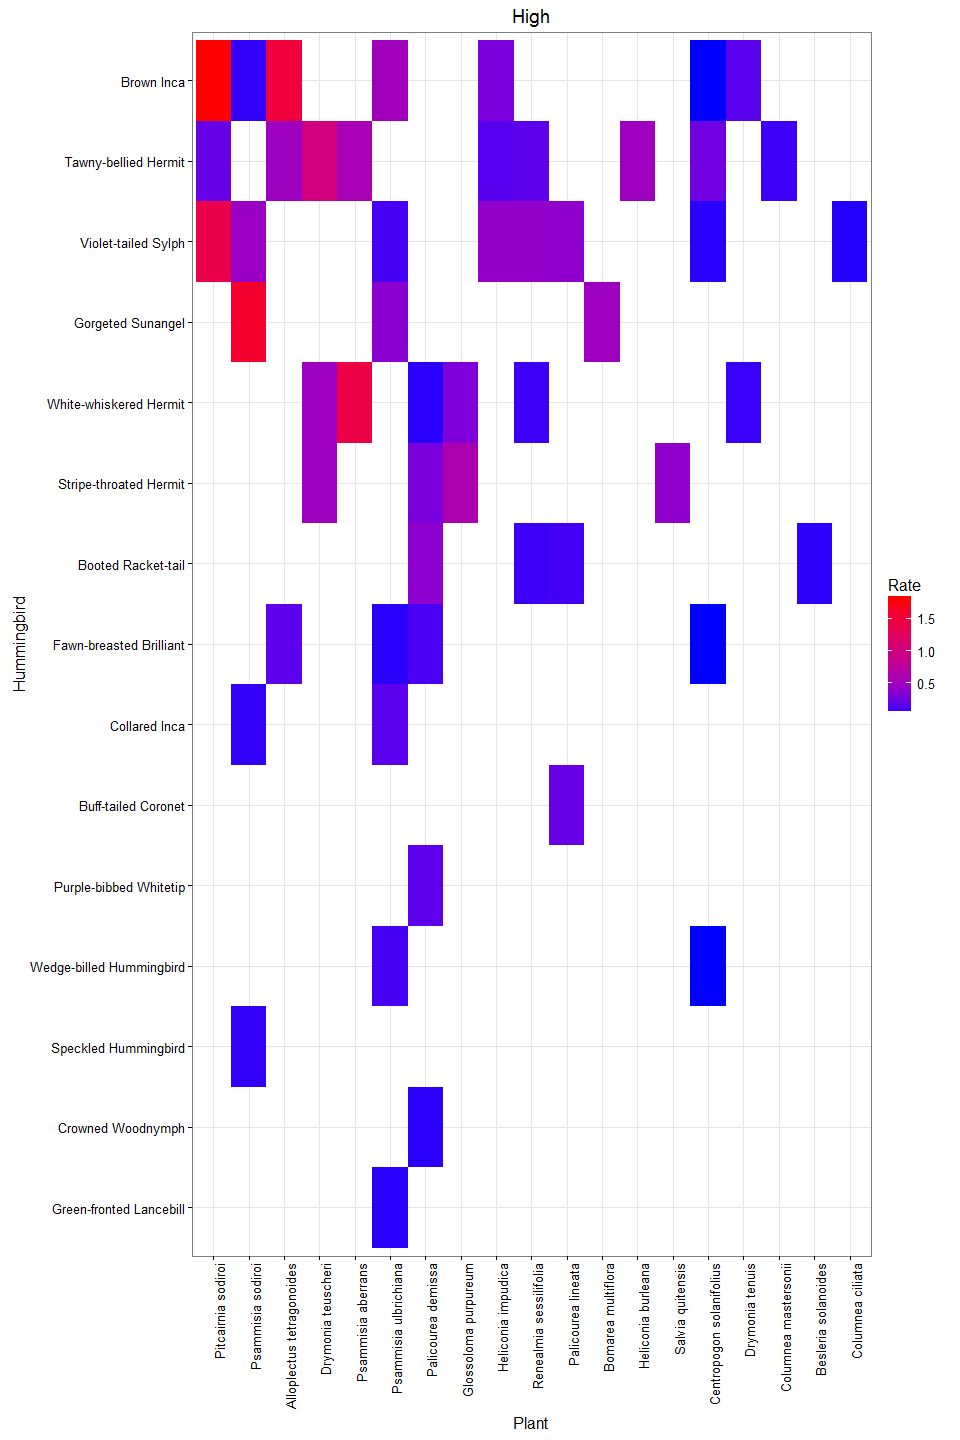 High
Brown Inca
Tawny-bellied Hermit
Violet-tailed Sylph
Gorgeted Sunangel
White-whiskered Hermit
Stripe-throated Hermit
Booted Racket-tail
Fawn-breasted Brilliant
Collared Inca
Buff-tailed Coronet
Purple-bibbed Whitetip
Wedge-billed Hummingbird
Speckled Hummingbird
Crowned Woodnymph
Green-fronted Lancebill
Hummingbird
Pitcairnia sodiroi
Psammisia sodiroi
Alloplectus tetragonoides
Drymonia teuscheri
Psammisia aberrans
Psammisia ulbrichiana
Palicourea demissa
Glossoloma purpureum
Heliconia impudica
Renealmia sessilifolia
Palicourea lineata
Bomarea multiflora
Heliconia burleana
Salvia quitensis
Centropogon solanifolius
Drymonia tenuis
Columnea mastersonii
Besleria solanoides
Columnea ciliata
Plant
Rate
1.5
1.0
0.5